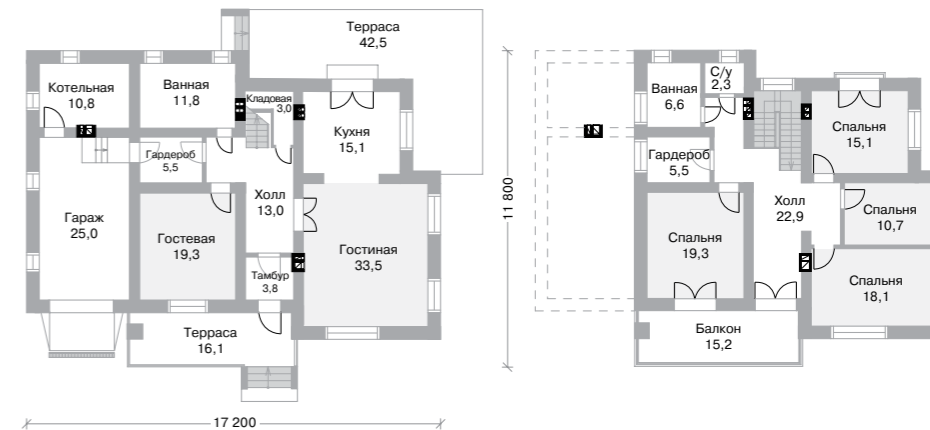 Терраса
42,5
Котельная
10,8
Ванная
11,8
Кладовая
3,0
Кухня
15,1
Гардероб
5,5
Гараж
25,0
Гостевая
19,3
Холл
13,0
Гостиная
33,5
Тамбур
3,8
Терраса
16,1
17 200
11 800
С/у
2,3
Ванная
6,6
Спальня
15,1
Гардероб
5,5
Холл
22,9
Спальня
10,7
Спальня
19,3
Спальня
18,1
Балкон
15,2